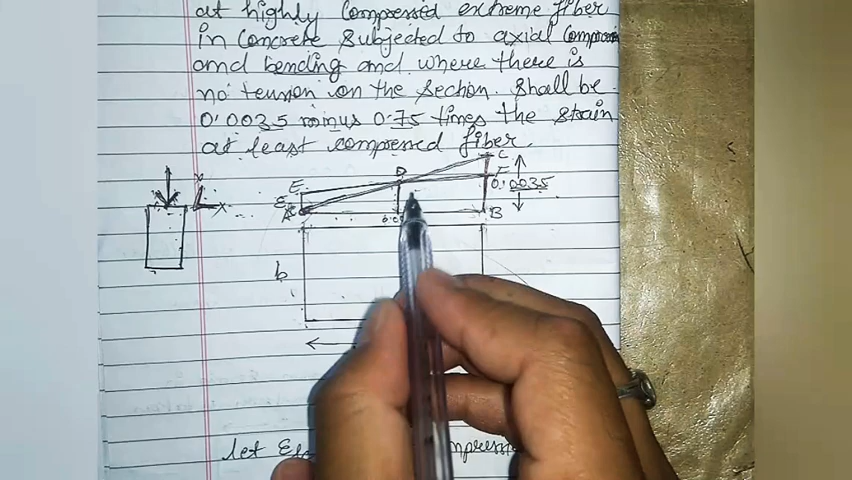 at highly compressed extreme fiber
in concrete subjected to axial
and bending and where there is
no tension on the section. Shall be
0.0035 minus 0.75 times the strain
at least compressed fiber.
C
D
F
E
0.0035
A
B
Y
X
b
let